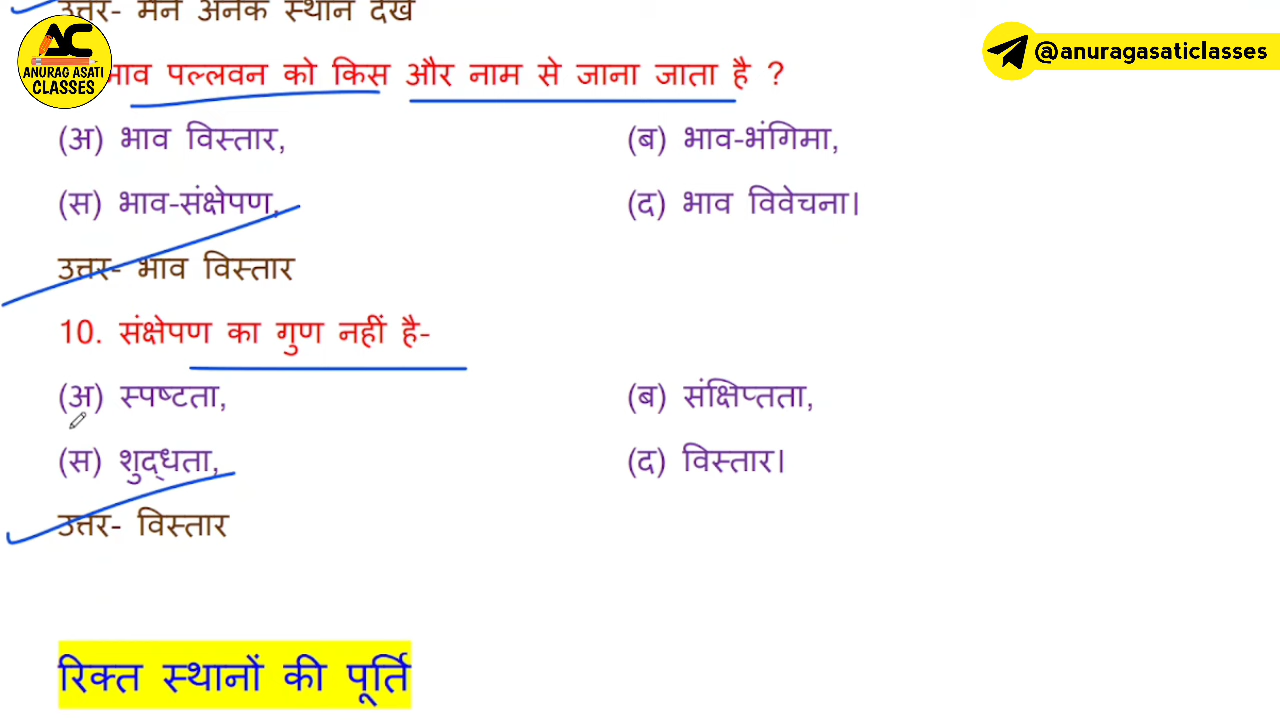 उत्तर- मैंने अनेक स्थान देखे
AC
ANURAG ASATI
CLASSES
@anuragasaticlasses
भाव पल्लवन को किस और नाम से जाना जाता है ?
(अ) भाव विस्तार,
(ब) भाव-भंगिमा,
(स) भाव-संक्षेपण,
(द) भाव विवेचना।
उत्तर- भाव विस्तार
10. संक्षेपण का गुण नहीं है-
(अ) स्पष्टता,
(ब) संक्षिप्तता,
(स) शुद्धता,
(द) विस्तार।
उत्तर- विस्तार
रिक्त स्थानों की पूर्ति